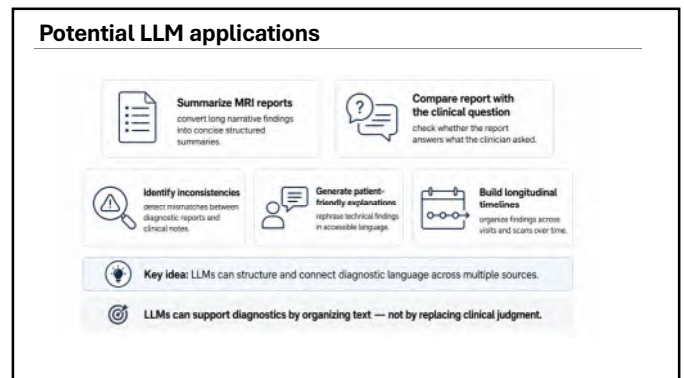 Potential LLM applications
Summarize MRI reports
convert long narrative findings
into concise structured
summaries.
Compare report with
the clinical question
check whether the report
answers what the clinician asked.
Identify inconsistencies
detect mismatches between
diagnostic reports and
clinical notes.
Generate patient-
friendly explanations
rephrase technical findings
in accessible language.
Build longitudinal
timelines
organize findings across
visits and scans over time.
Key idea: LLMs can structure and connect diagnostic language across multiple sources.
LLMs can support diagnostics by organizing text — not by replacing clinical judgment.